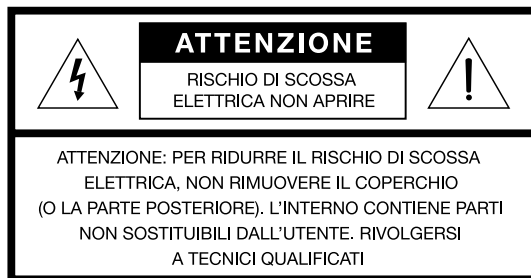 ATTENZIONE
RISCHIO DI SCOSSA
ELETTRICA NON APRIRE
ATTENZIONE: PER RIDURRE IL RISCHIO DI SCOSSA
ELETTRICA, NON RIMUOVERE IL COPERCHIO
(O LA PARTE POSTERIORE). L'INTERNO CONTIENE PARTI
NON SOSTITUIBILI DALL'UTENTE. RIVOLGERSI
A TECNICI QUALIFICATI